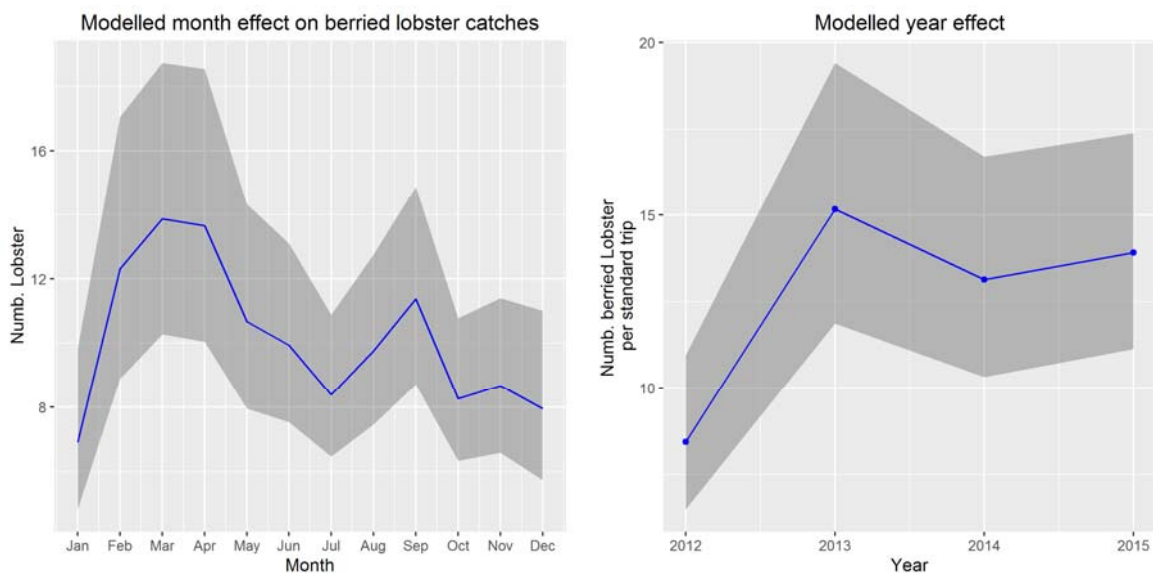 Modelled month effect on berried lobster catches
Numb. Lobster
16
12
8
Jan Feb Mar Apr May Jun Jul Aug Sep Oct Nov Dec
Month
Modelled year effect
Numb. berried Lobster
per standard trip
20
15
10
2012 2013 2014 2015
Year